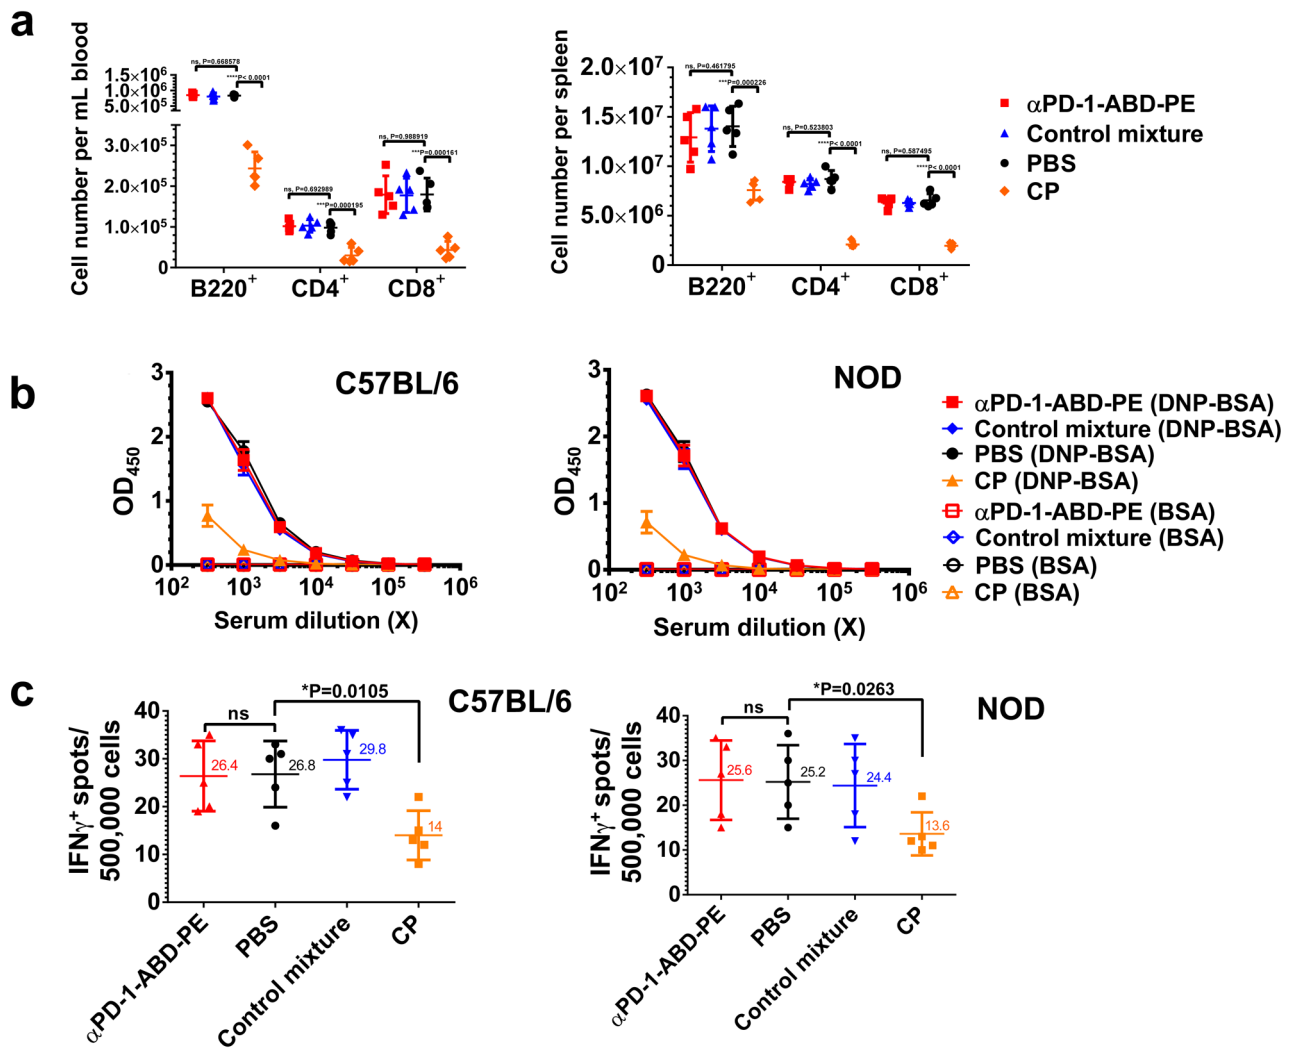 a
Cell number per mL blood
1.5×10⁶
1.0×10⁶
5.0×10⁵
3.0×10⁵
2.0×10⁵
1.0×10⁵
0
ns, P=0.668578
****P< 0.0001
ns, P=0.692989
***P=0.000195
ns, P=0.988919
***P=0.000161
B220⁺ CD4⁺ CD8⁺
Cell number per spleen
2.0×10⁷
1.5×10⁷
1.0×10⁷
5.0×10⁶
0
ns, P=0.461795
***P=0.000226
ns, P=0.523803
****P< 0.0001
ns, P=0.587495
****P< 0.0001
B220⁺ CD4⁺ CD8⁺
αPD-1-ABD-PE
Control mixture
PBS
CP
b
C57BL/6
OD₄₅₀
3
2
1
0
10² 10³ 10⁴ 10⁵ 10⁶
Serum dilution (X)
NOD
OD₄₅₀
3
2
1
0
10² 10³ 10⁴ 10⁵ 10⁶
Serum dilution (X)
αPD-1-ABD-PE (DNP-BSA)
Control mixture (DNP-BSA)
PBS (DNP-BSA)
CP (DNP-BSA)
αPD-1-ABD-PE (BSA)
Control mixture (BSA)
PBS (BSA)
CP (BSA)
c
C57BL/6
IFNγ⁺ spots/
500,000 cells
40
30
20
10
0
ns
*P=0.0105
26.4
26.8
29.8
14
αPD-1-ABD-PE
PBS
Control mixture
CP
NOD
IFNγ⁺ spots/
500,000 cells
40
30
20
10
0
ns
*P=0.0263
25.6
25.2
24.4
13.6
αPD-1-ABD-PE
PBS
Control mixture
CP